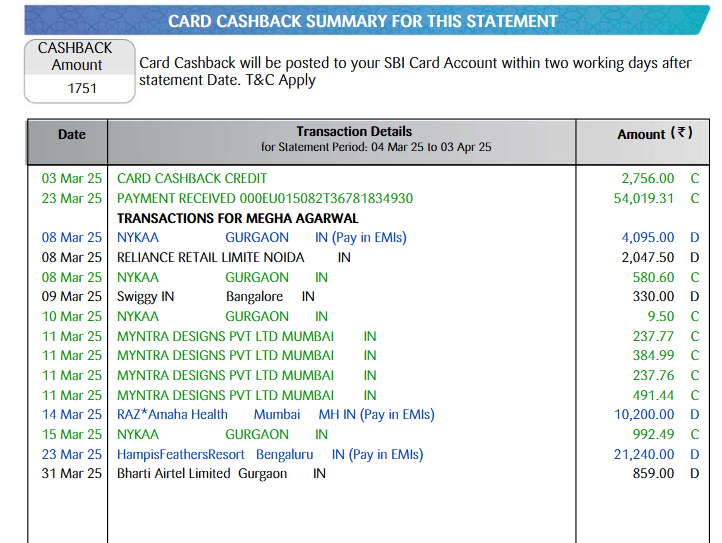 CARD CASHBACK SUMMARY FOR THIS STATEMENT
CASHBACK
Amount
1751
Card Cashback will be posted to your SBI Card Account within two working days after
statement Date. T&C Apply
Date Transaction Details Amount (₹)
for Statement Period: 04 Mar 25 to 03 Apr 25
03 Mar 25 CARD CASHBACK CREDIT 2,756.00 C
23 Mar 25 PAYMENT RECEIVED 000EU015082T36781834930 54,019.31 C
TRANSACTIONS FOR MEGHA AGARWAL
08 Mar 25 NYKAA GURGAON IN (Pay in EMIs) 4,095.00 D
08 Mar 25 RELIANCE RETAIL LIMITE NOIDA IN 2,047.50 D
08 Mar 25 NYKAA GURGAON IN 580.60 C
09 Mar 25 Swiggy IN Bangalore IN 330.00 D
10 Mar 25 NYKAA GURGAON IN 9.50 C
11 Mar 25 MYNTRA DESIGNS PVT LTD MUMBAI IN 237.77 C
11 Mar 25 MYNTRA DESIGNS PVT LTD MUMBAI IN 384.99 C
11 Mar 25 MYNTRA DESIGNS PVT LTD MUMBAI IN 237.76 C
11 Mar 25 MYNTRA DESIGNS PVT LTD MUMBAI IN 491.44 C
14 Mar 25 RAZ*Amaha Health Mumbai MH IN (Pay in EMIs) 10,200.00 D
15 Mar 25 NYKAA GURGAON IN 992.49 C
23 Mar 25 HampisFeathersResort Bengaluru IN (Pay in EMIs) 21,240.00 D
31 Mar 25 Bharti Airtel Limited Gurgaon IN 859.00 D